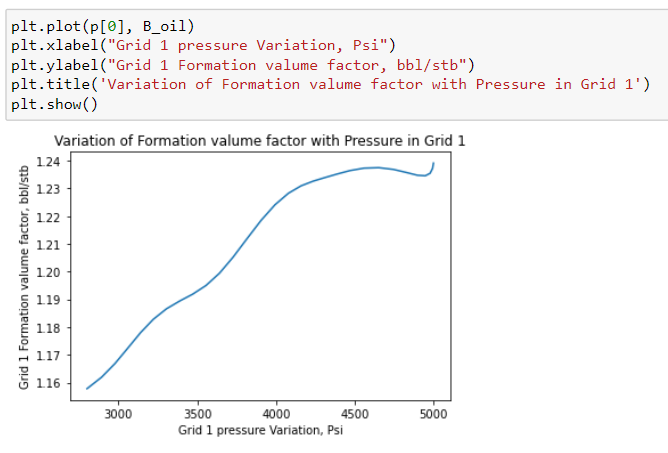 plt.plot(p[0], B_oil)
plt.xlabel("Grid 1 pressure Variation, Psi")
plt.ylabel("Grid 1 Formation valume factor, bbl/stb")
plt.title('Variation of Formation valume factor with Pressure in Grid 1')
plt.show()
Variation of Formation valume factor with Pressure in Grid 1
Grid 1 Formation valume factor, bbl/stb
1.24
1.23
1.22
1.21
1.20
1.19
1.18
1.17
1.16
3000 3500 4000 4500 5000
Grid 1 pressure Variation, Psi